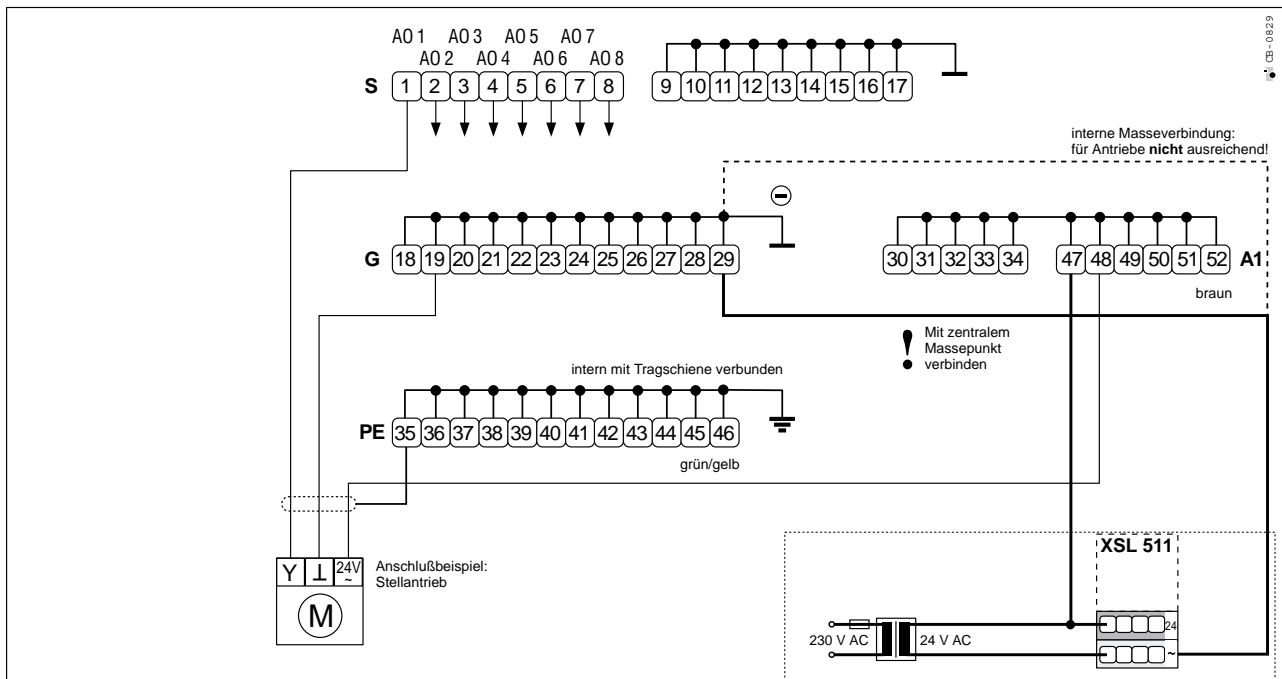 CB-0829
AO 1 AO 3 AO 5 AO 7
AO 2 AO 4 AO 6 AO 8
S 1 2 3 4 5 6 7 8 9 10 11 12 13 14 15 16 17
interne Masseverbindung:
für Antriebe nicht ausreichend!
G 18 19 20 21 22 23 24 25 26 27 28 29 30 31 32 33 34 47 48 49 50 51 52 A1
braun
Mit zentralem
Massepunkt
verbinden
intern mit Tragschiene verbunden
PE 35 36 37 38 39 40 41 42 43 44 45 46
grün/gelb
XSL 511
Y ⊥ 24V
~
Anschlußbeispiel:
Stellantrieb
M
24
230 V AC 24 V AC
~